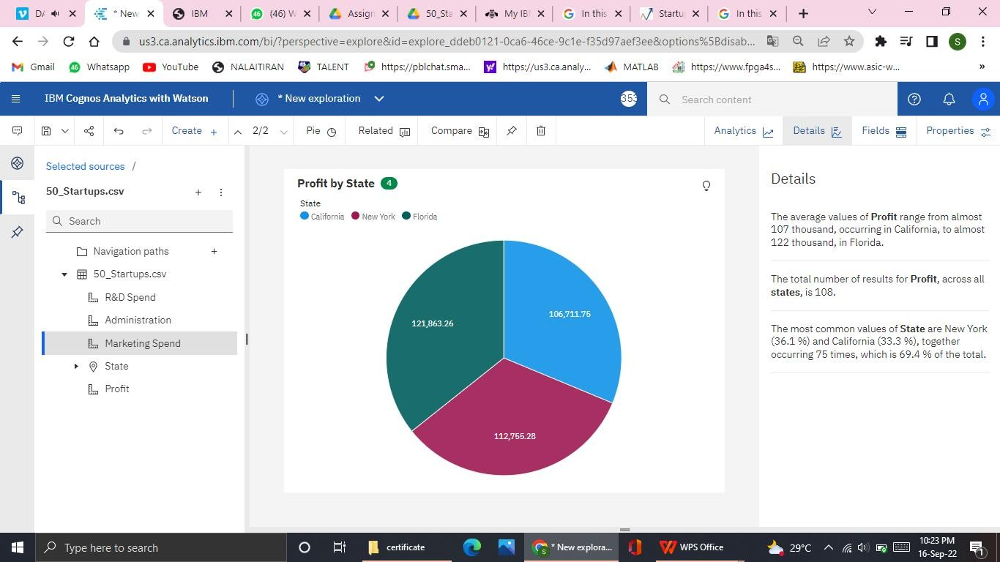 DA
* New
IBM
(46) W
Assign
50_Sta
My IBM
In this
Startu
In this
us3.ca.analytics.ibm.com/bi/?perspective=explore&id=explore_ddeb0121-0ca6-46ce-9c1e-f35d97aef3ee&options%5Bdisab...
S
Gmail
Whatsapp
YouTube
NALAITIRAN
TALENT
https://pblchat.sma...
https://us3.ca.analy...
MATLAB
https://www.fpga4s...
https://www.asic-w...
»
IBM Cognos Analytics with Watson
* New exploration
353
Search content
Create +
2/2
Pie
Related
Compare
Analytics
Details
Fields
Properties
Selected sources /
50_Startups.csv
Search
Navigation paths
50_Startups.csv
R&D Spend
Administration
Marketing Spend
State
Profit
Profit by State 4
State
California New York Florida
121,863.26
106,711.75
112,755.28
Details
The average values of Profit range from almost
107 thousand, occurring in California, to almost
122 thousand, in Florida.
The total number of results for Profit, across all
states, is 108.
The most common values of State are New York
(36.1 %) and California (33.3 %), together
occurring 75 times, which is 69.4 % of the total.
Type here to search
certificate
* New explora...
WPS Office
29°C
10:23 PM
16-Sep-22
1